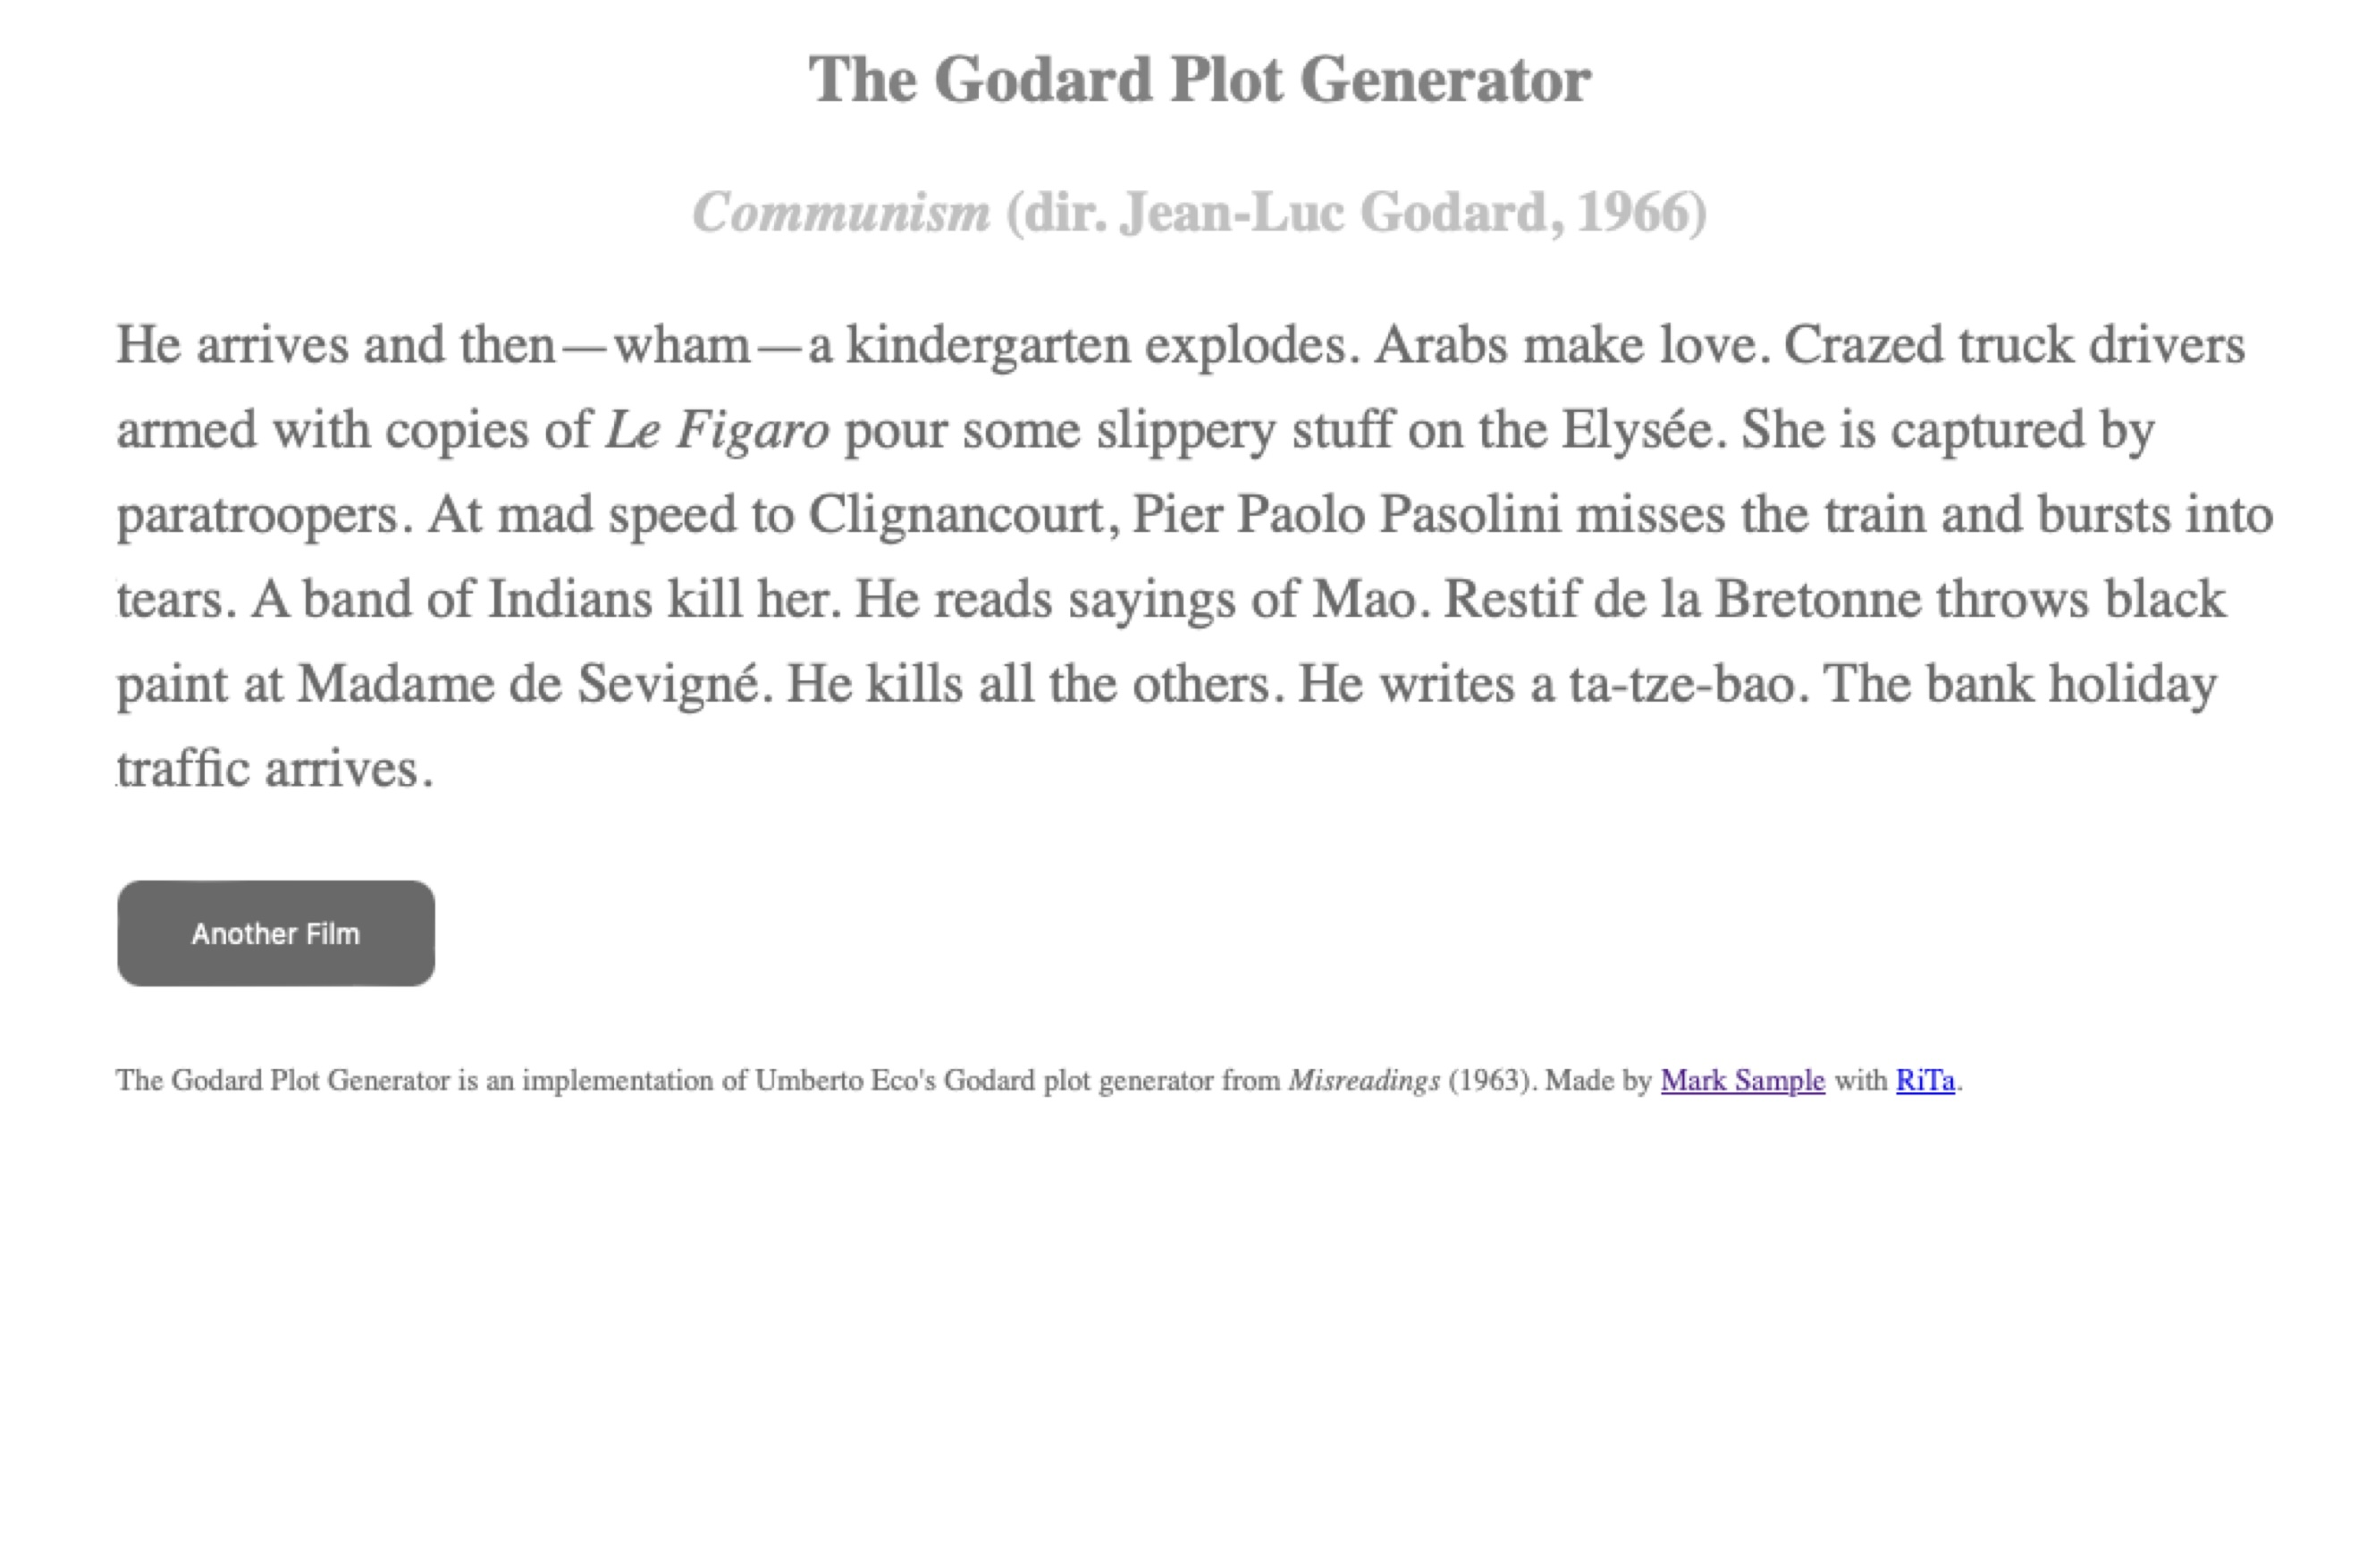 The Godard Plot Generator
Communism (dir. Jean-Luc Godard, 1966)
He arrives and then—wham—a kindergarten explodes. Arabs make love. Crazed truck drivers
armed with copies of Le Figaro pour some slippery stuff on the Elysée. She is captured by
paratroopers. At mad speed to Clignancourt, Pier Paolo Pasolini misses the train and bursts into
tears. A band of Indians kill her. He reads sayings of Mao. Restif de la Bretonne throws black
paint at Madame de Sevigné. He kills all the others. He writes a ta-tze-bao. The bank holiday
traffic arrives.
Another Film
The Godard Plot Generator is an implementation of Umberto Eco's Godard plot generator from Misreadings (1963). Made by Mark Sample with RiTa.